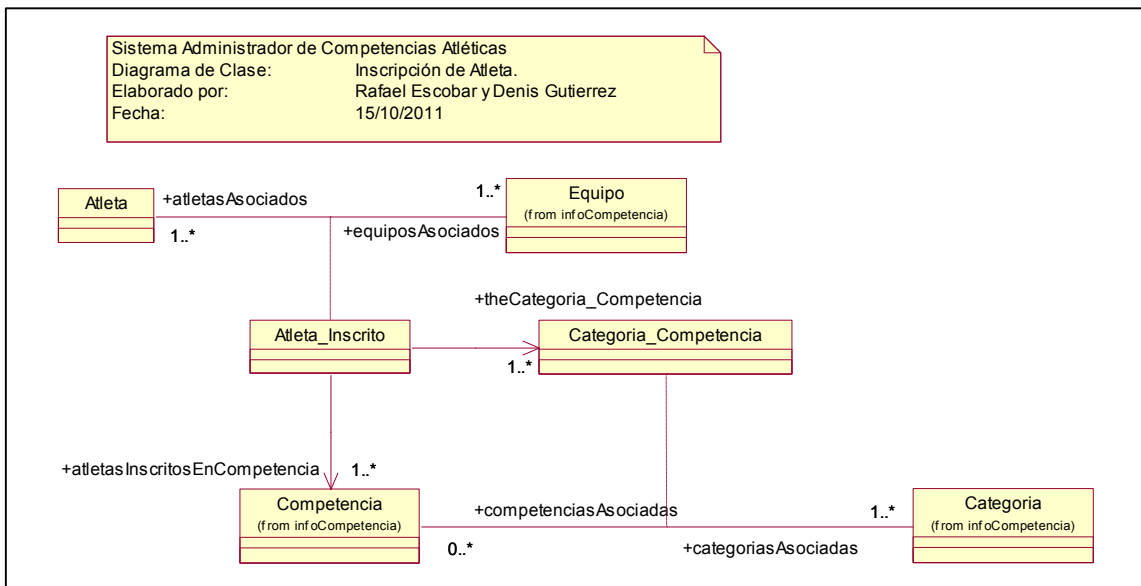 Sistema Administrador de Competencias Atléticas
Diagrama de Clase: Inscripción de Atleta.
Elaborado por: Rafael Escobar y Denis Gutierrez
Fecha: 15/10/2011
Atleta
+atletasAsociados
1..*
1..*
Equipo
(from infoCompetencia)
+equiposAsociados
+theCategoria_Competencia
Atleta_Inscrito
Categoria_Competencia
1..*
+atletasInscritosEnCompetencia
1..*
Competencia
(from infoCompetencia)
+competenciasAsociadas
0..*
1..*
+categoriasAsociadas
Categoria
(from infoCompetencia)